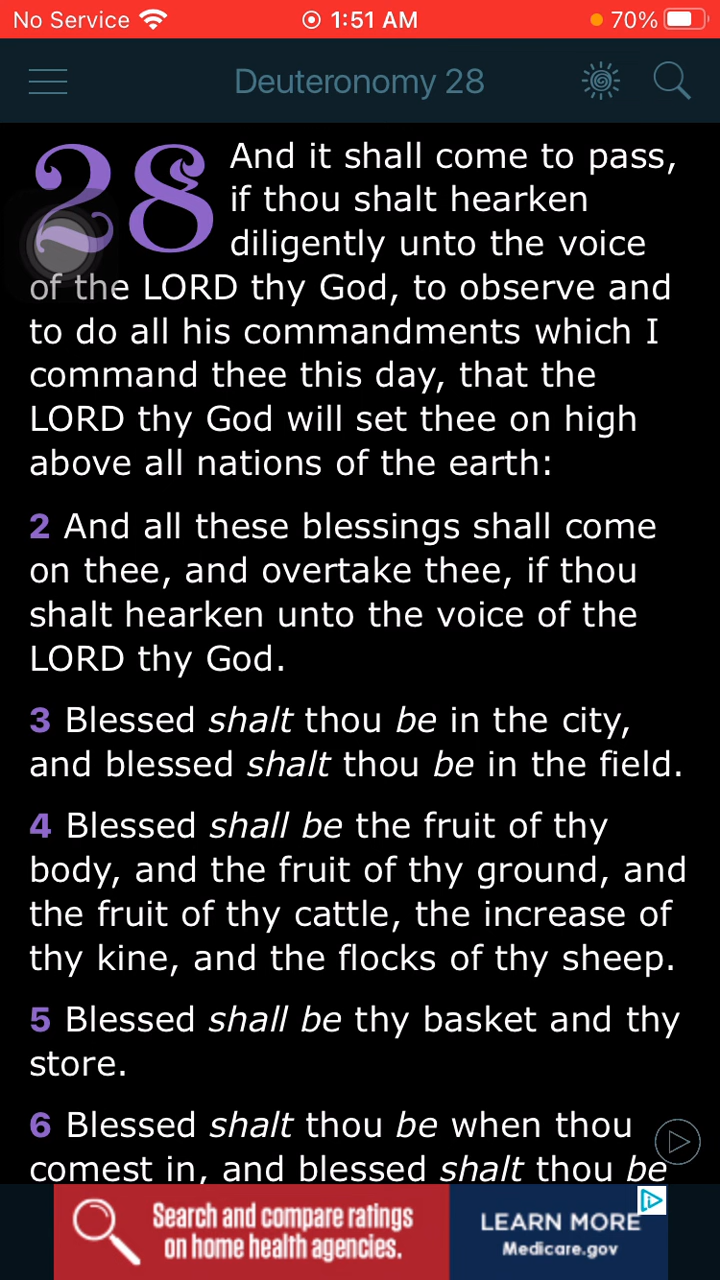 No Service
1:51 AM
70%
Deuteronomy 28
28 And it shall come to pass,
if thou shalt hearken
diligently unto the voice
of the LORD thy God, to observe and
to do all his commandments which I
command thee this day, that the
LORD thy God will set thee on high
above all nations of the earth:
2 And all these blessings shall come
on thee, and overtake thee, if thou
shalt hearken unto the voice of the
LORD thy God.
3 Blessed shalt thou be in the city,
and blessed shalt thou be in the field.
4 Blessed shall be the fruit of thy
body, and the fruit of thy ground, and
the fruit of thy cattle, the increase of
thy kine, and the flocks of thy sheep.
5 Blessed shall be thy basket and thy
store.
6 Blessed shalt thou be when thou
comest in, and blessed shalt thou be
Search and compare ratings
on home health agencies.
LEARN MORE
Medicare.gov